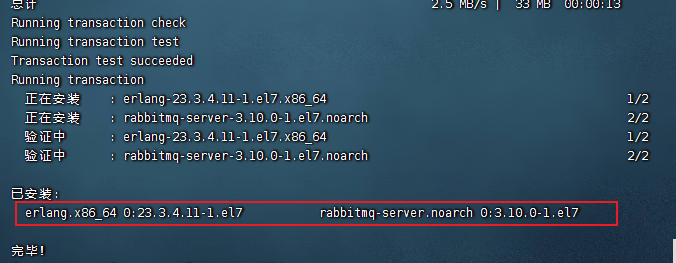 总计 2.5 MB/s | 33 MB 00:00:13
Running transaction check
Running transaction test
Transaction test succeeded
Running transaction
正在安装 : erlang-23.3.4.11-1.el7.x86_64 1/2
正在安装 : rabbitmq-server-3.10.0-1.el7.noarch 2/2
验证中 : erlang-23.3.4.11-1.el7.x86_64 1/2
验证中 : rabbitmq-server-3.10.0-1.el7.noarch 2/2
已安装:
erlang.x86_64 0:23.3.4.11-1.el7 rabbitmq-server.noarch 0:3.10.0-1.el7
完毕!